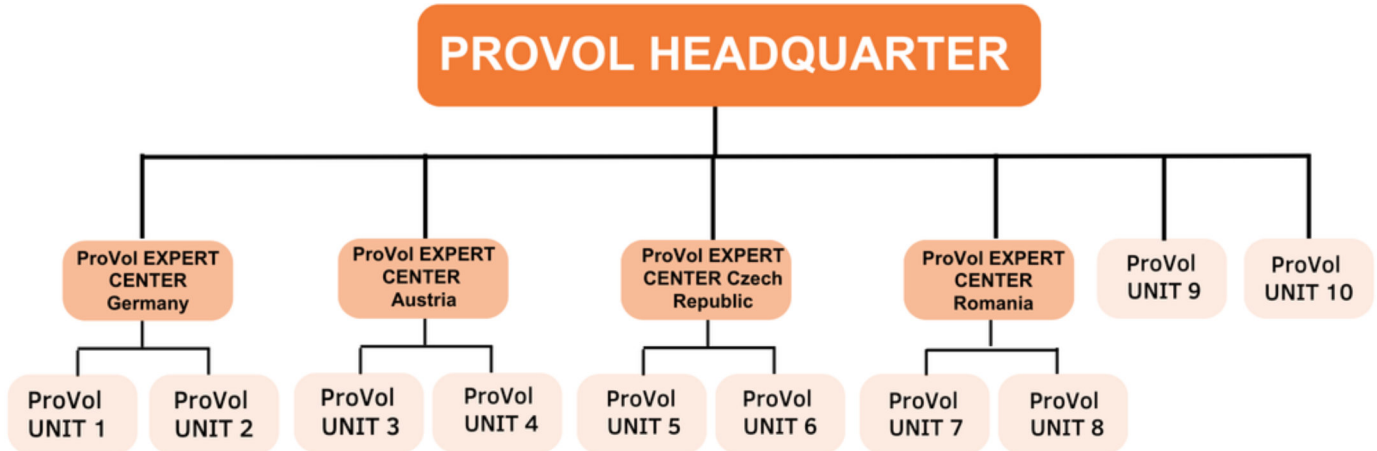 PROVOL HEADQUARTER
ProVol EXPERT
CENTER
Germany
ProVol EXPERT
CENTER
Austria
ProVol EXPERT
CENTER Czech
Republic
ProVol EXPERT
CENTER
Romania
ProVol
UNIT 9
ProVol
UNIT 10
ProVol
UNIT 1
ProVol
UNIT 2
ProVol
UNIT 3
ProVol
UNIT 4
ProVol
UNIT 5
ProVol
UNIT 6
ProVol
UNIT 7
ProVol
UNIT 8